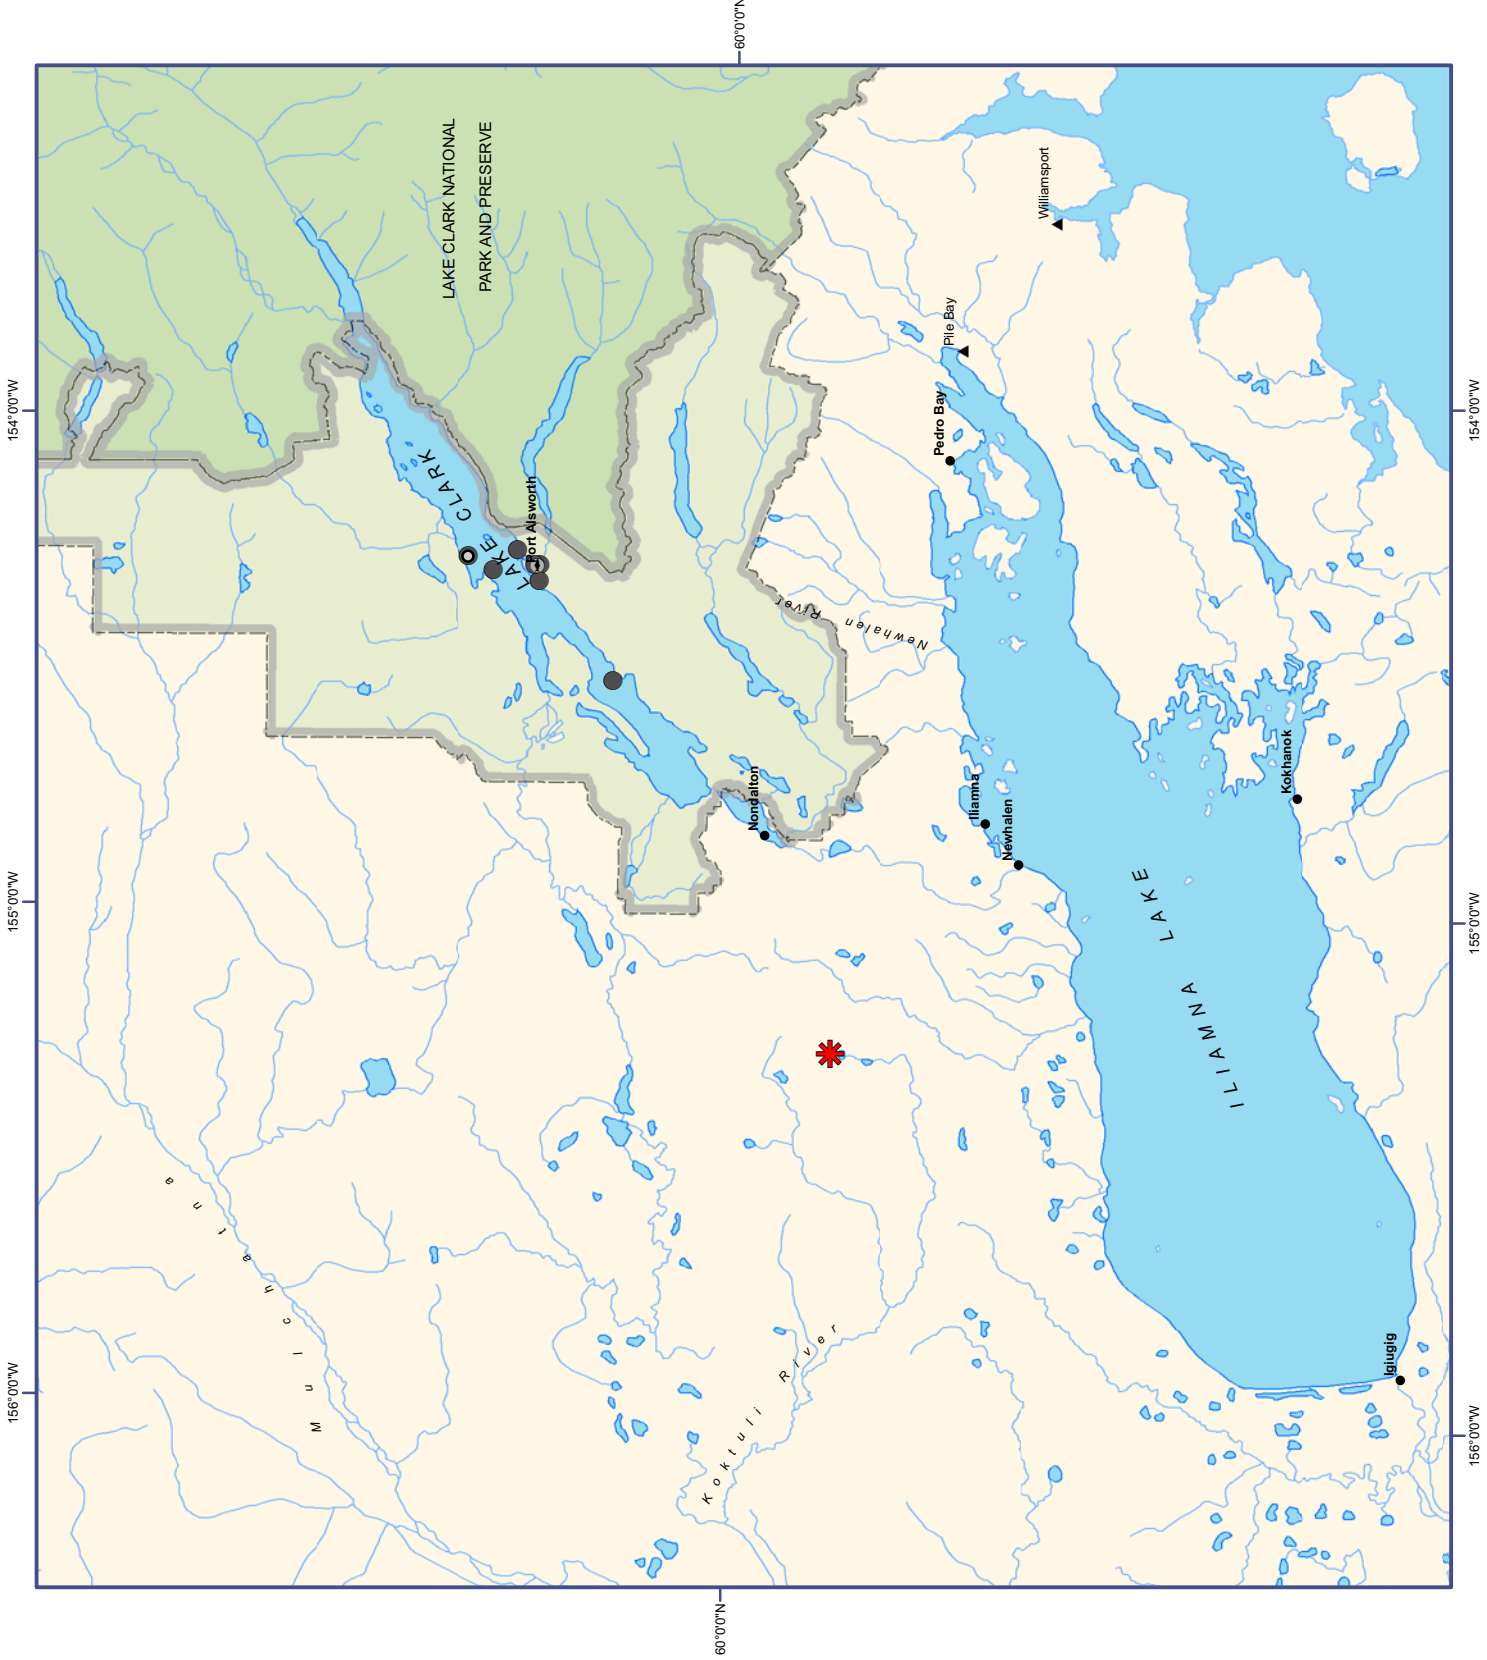 154°0'0"W
155°0'0"W
156°0'0"W
60°0'0"N
LAKE CLARK NATIONAL
PARK AND PRESERVE
LAKE CLARK
Port Alsworth
Nondalton
Newhalen River
Williamsport
Pile Bay
Pedro Bay
Iliamna
Newhalen
Kokhanok
ILIAMNA LAKE
Igiugig
Mulchatna
Koktuli River
60°0'0"N
154°0'0"W
155°0'0"W
156°0'0"W